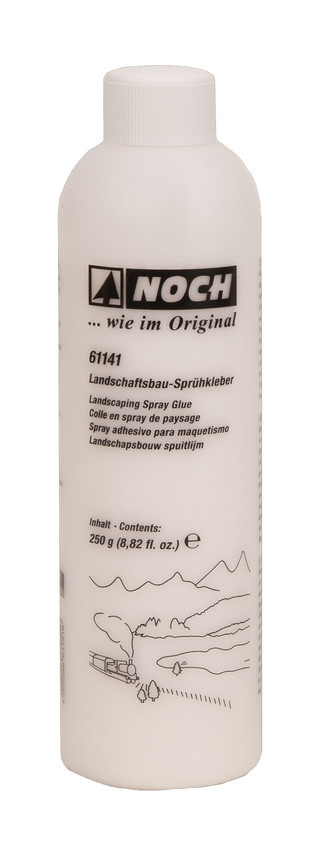 NOCH
... wie im Original
61141
Landschaftsbau-Sprühkleber
Landscaping Spray Glue
Colle en spray de paysage
Spray adhesivo para maquetismo
Landschapsbouw spuitlijm
Inhalt · Contents:
250 g (8,82 fl. oz.) ℮